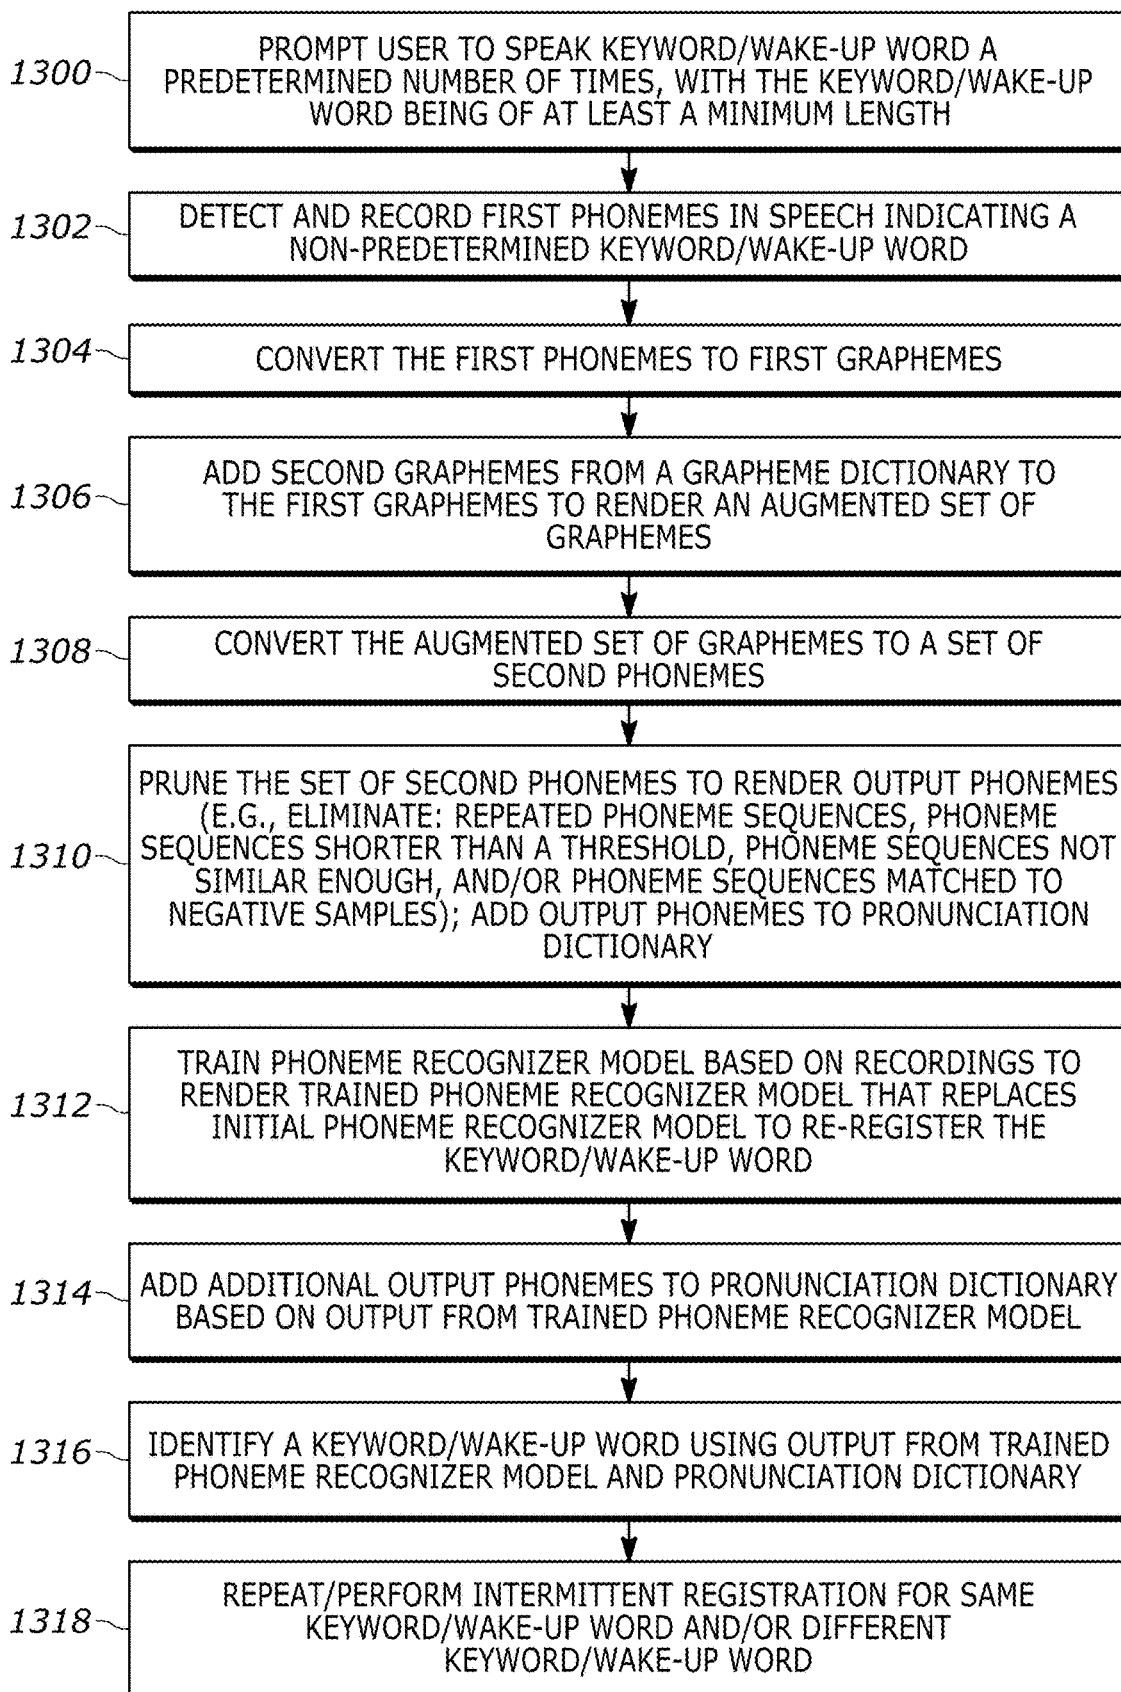 1300
PROMPT USER TO SPEAK KEYWORD/WAKE-UP WORD A
PREDETERMINED NUMBER OF TIMES, WITH THE KEYWORD/WAKE-UP
WORD BEING OF AT LEAST A MINIMUM LENGTH
1302
DETECT AND RECORD FIRST PHONEMES IN SPEECH INDICATING A
NON-PREDETERMINED KEYWORD/WAKE-UP WORD
1304
CONVERT THE FIRST PHONEMES TO FIRST GRAPHEMES
1306
ADD SECOND GRAPHEMES FROM A GRAPHEME DICTIONARY TO
THE FIRST GRAPHEMES TO RENDER AN AUGMENTED SET OF
GRAPHEMES
1308
CONVERT THE AUGMENTED SET OF GRAPHEMES TO A SET OF
SECOND PHONEMES
1310
PRUNE THE SET OF SECOND PHONEMES TO RENDER OUTPUT PHONEMES
(E.G., ELIMINATE: REPEATED PHONEME SEQUENCES, PHONEME
SEQUENCES SHORTER THAN A THRESHOLD, PHONEME SEQUENCES NOT
SIMILAR ENOUGH, AND/OR PHONEME SEQUENCES MATCHED TO
NEGATIVE SAMPLES); ADD OUTPUT PHONEMES TO PRONUNCIATION
DICTIONARY
1312
TRAIN PHONEME RECOGNIZER MODEL BASED ON RECORDINGS TO
RENDER TRAINED PHONEME RECOGNIZER MODEL THAT REPLACES
INITIAL PHONEME RECOGNIZER MODEL TO RE-REGISTER THE
KEYWORD/WAKE-UP WORD
1314
ADD ADDITIONAL OUTPUT PHONEMES TO PRONUNCIATION DICTIONARY
BASED ON OUTPUT FROM TRAINED PHONEME RECOGNIZER MODEL
1316
IDENTIFY A KEYWORD/WAKE-UP WORD USING OUTPUT FROM TRAINED
PHONEME RECOGNIZER MODEL AND PRONUNCIATION DICTIONARY
1318
REPEAT/PERFORM INTERMITTENT REGISTRATION FOR SAME
KEYWORD/WAKE-UP WORD AND/OR DIFFERENT
KEYWORD/WAKE-UP WORD